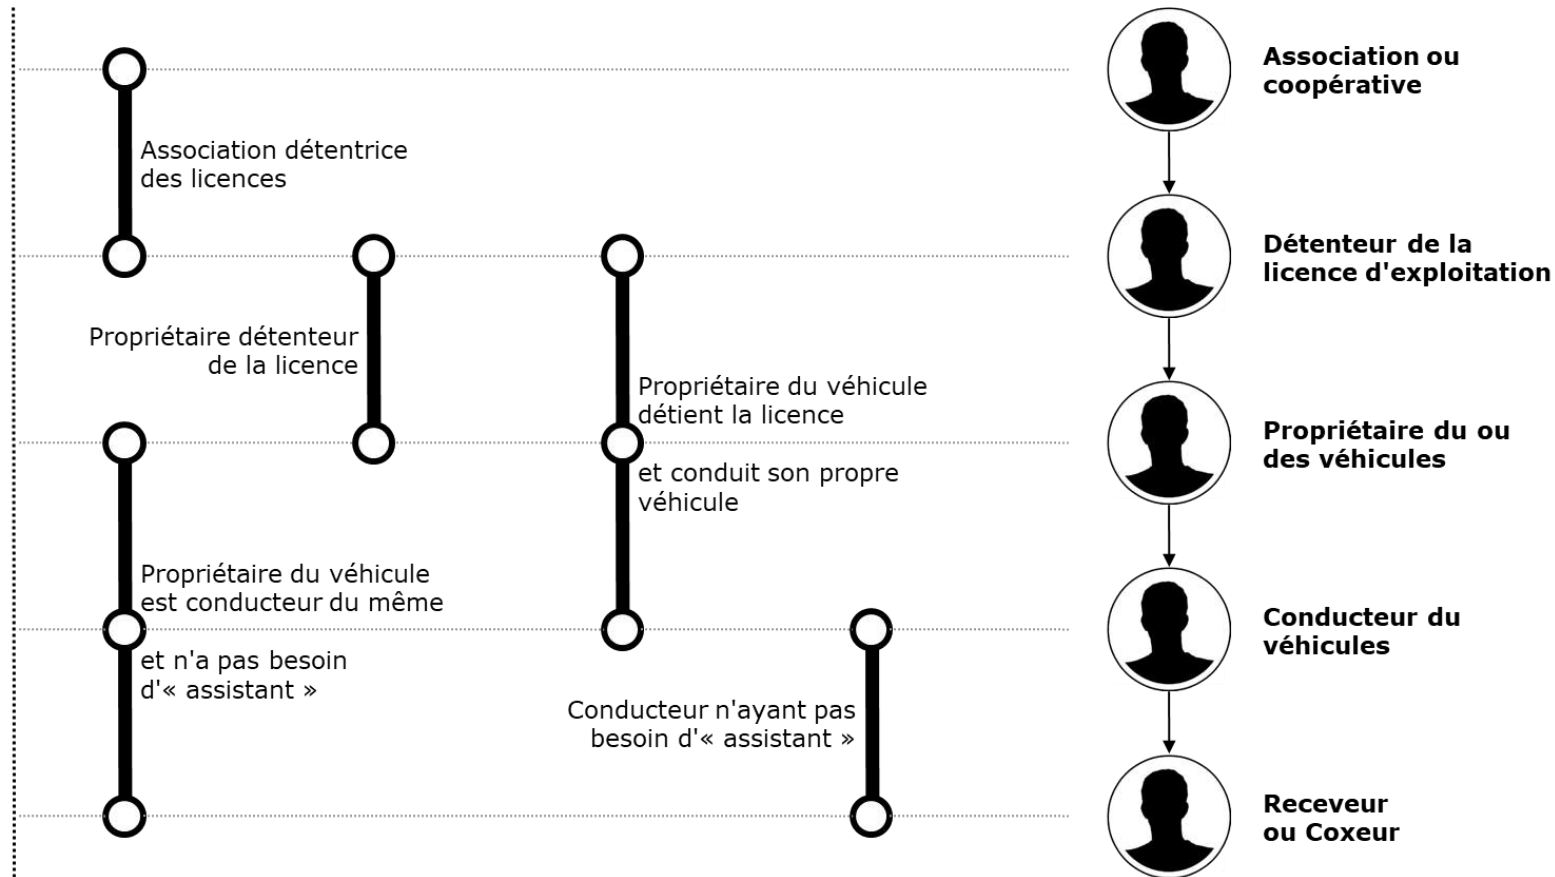 Association ou
coopérative
Association détentrice
des licences
Détenteur de la
licence d'exploitation
Propriétaire détenteur
de la licence
Propriétaire du véhicule
détient la licence
Propriétaire du ou
des véhicules
et conduit son propre
véhicule
Propriétaire du véhicule
est conducteur du même
et n'a pas besoin
d'« assistant »
Conducteur du
véhicules
Conducteur n'ayant pas
besoin d'« assistant »
Receveur
ou Coxeur